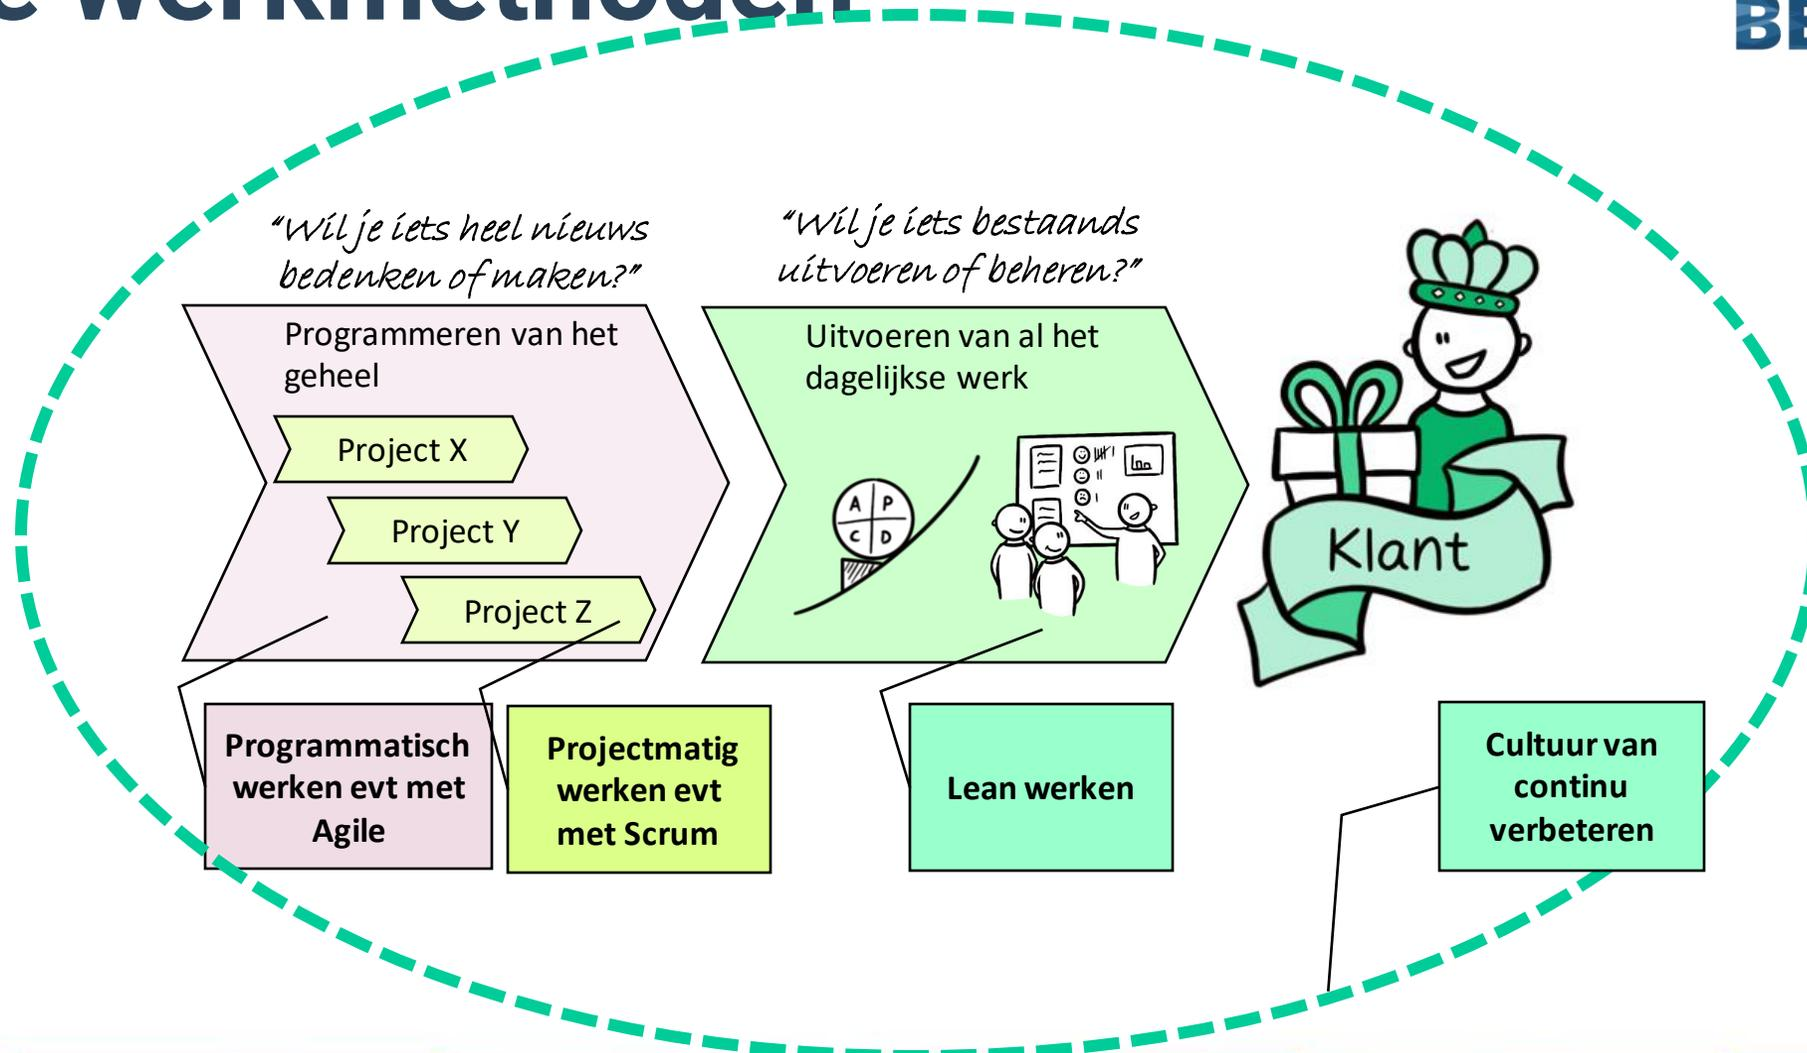 e werkmethoden
BE
“Wil je iets heel nieuws
bedenken of maken?”
“Wil je iets bestaands
uitvoeren of beheren?”
Programmeren van het
geheel
Project X
Project Y
Project Z
Uitvoeren van al het
dagelijkse werk
A P
C D
Klant
Programmatisch
werken evt met
Agile
Projectmatig
werken evt
met Scrum
Lean werken
Cultuur van
continu
verbeteren